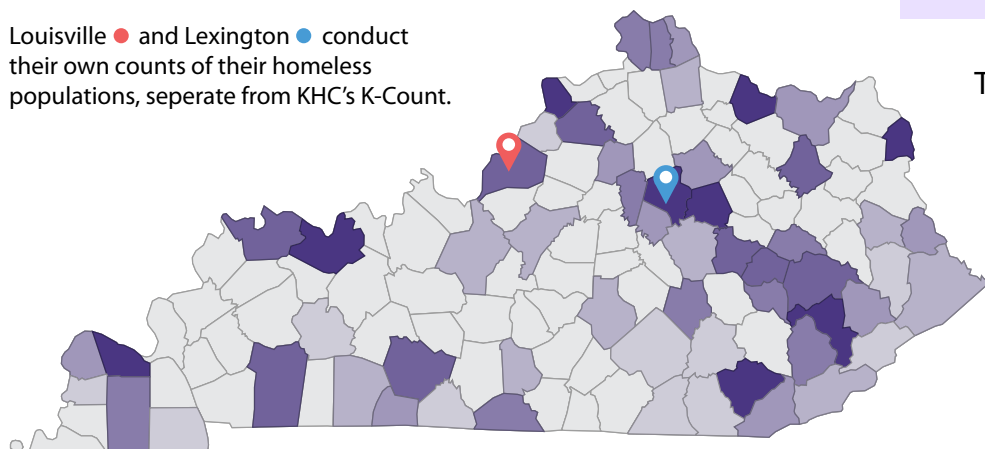 Louisville and Lexington conduct
their own counts of their homeless
populations, seperate from KHC's K-Count.
T